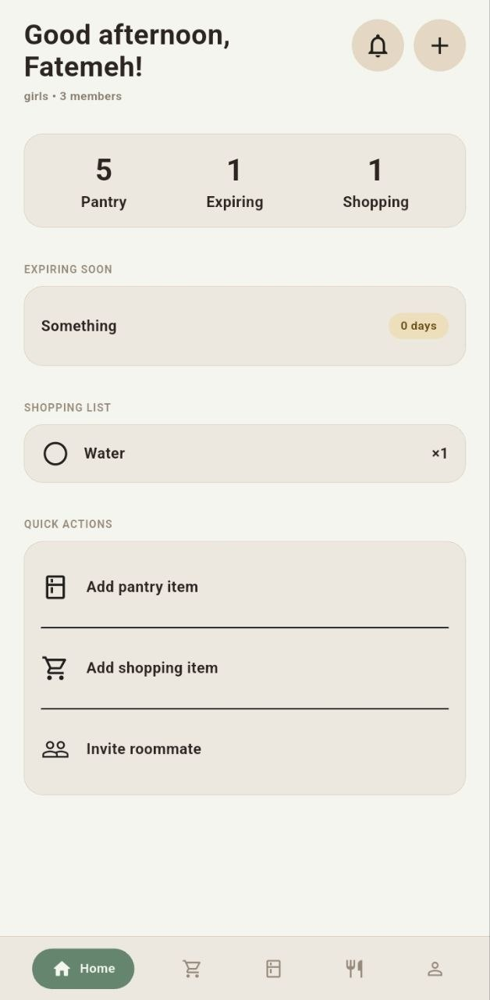 Good afternoon,
Fatemeh!
girls • 3 members
5 1 1
Pantry Expiring Shopping
EXPIRING SOON
Something 0 days
SHOPPING LIST
Water ×1
QUICK ACTIONS
Add pantry item
Add shopping item
Invite roommate
Home